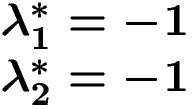 λ₁* = −1
λ₂* = −1